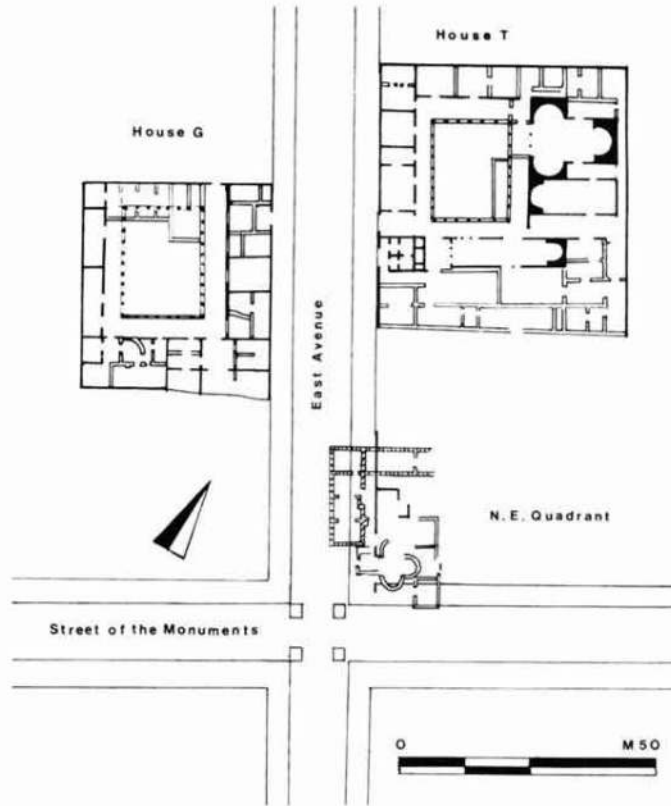 House T
House G
East Avenue
N.E. Quadrant
Street of the Monuments
0 M 50